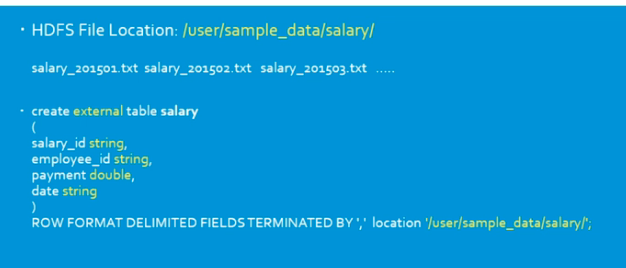 • HDFS File Location: /user/sample_data/salary/
salary_201501.txt salary_201502.txt salary_201503.txt .....
• create external table salary
(
salary_id string,
employee_id string,
payment double,
date string
)
ROW FORMAT DELIMITED FIELDS TERMINATED BY ',' location '/user/sample_data/salary/';